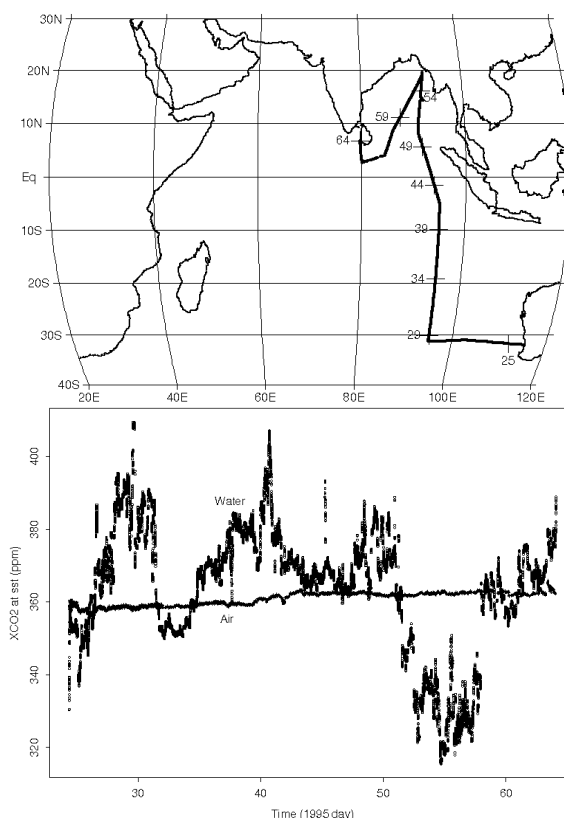 30N
20N
54
59
10N
64
49
Eq
44
39
10S
34
20S
29
30S
25
40S
20E 40E 60E 80E 100E 120E
400
Water
380
360
Air
340
320
XCO2 at sst (ppm)
30 40 50 60
Time (1995 day)